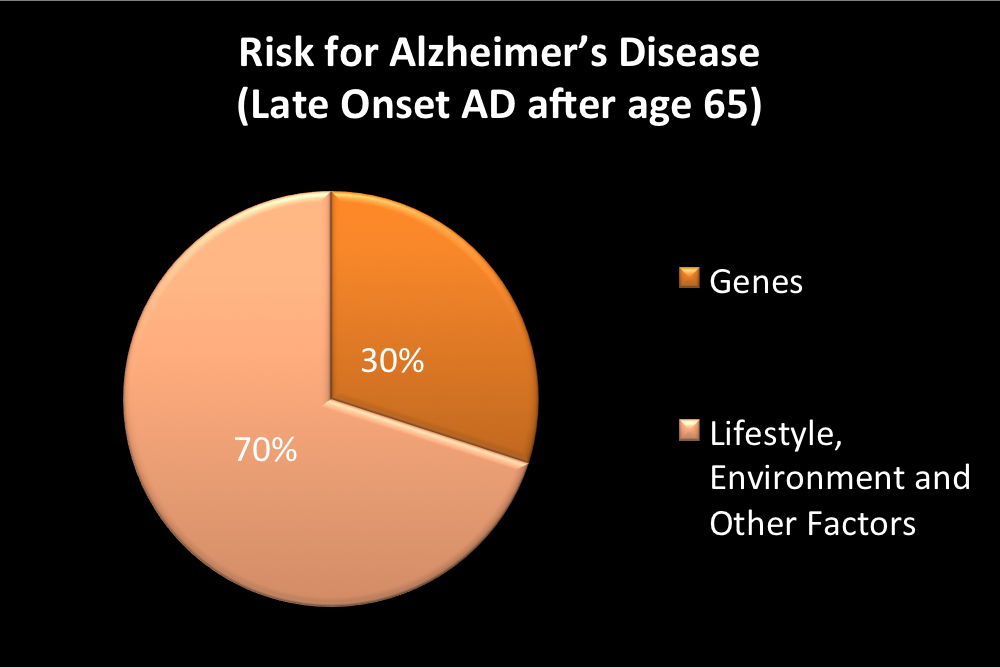 Risk for Alzheimer’s Disease
(Late Onset AD after age 65)
30%
70%
Genes
Lifestyle,
Environment and
Other Factors